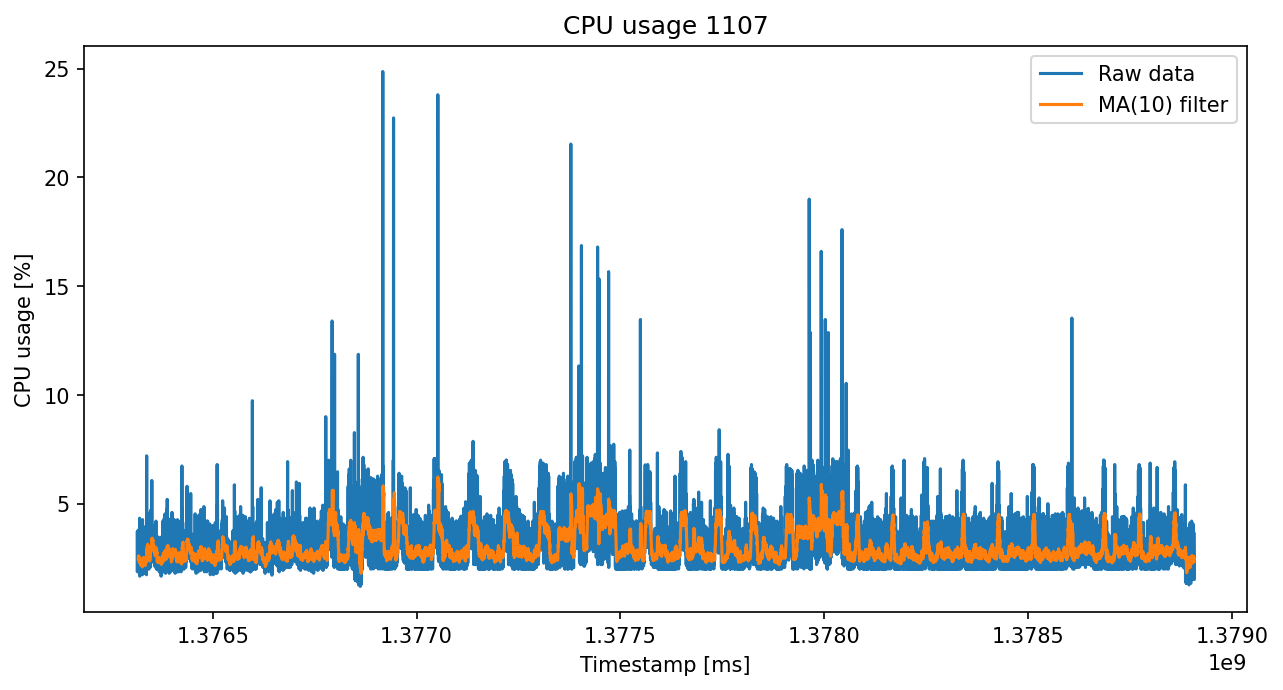 CPU usage 1107
Raw data
MA(10) filter
CPU usage [%]
25
20
15
10
5
1.3765
1.3770
1.3775
1.3780
1.3785
1.3790
1e9
Timestamp [ms]